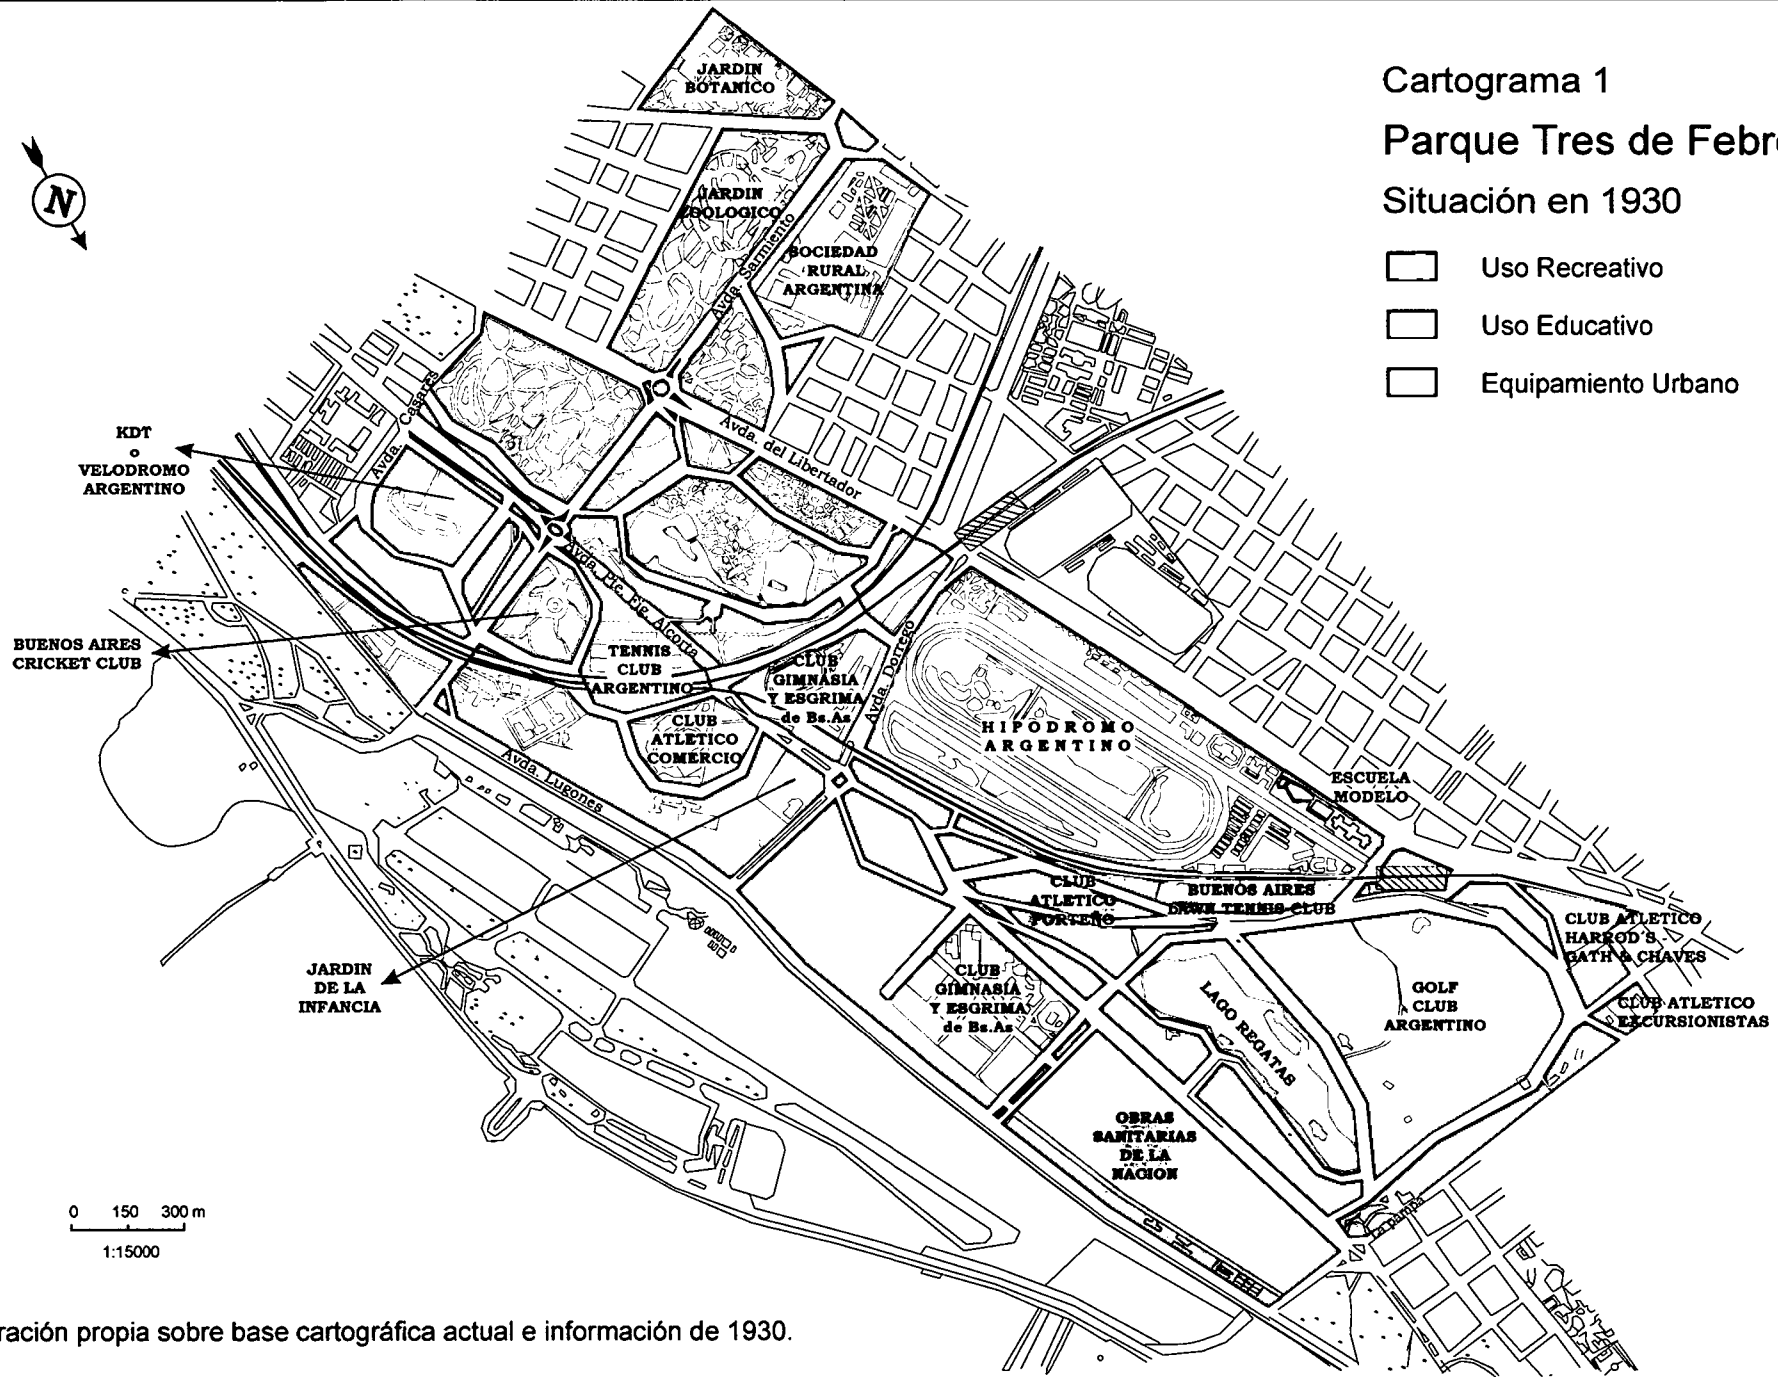 Cartograma 1
Parque Tres de Febr
Situación en 1930
Uso Recreativo
Uso Educativo
Equipamiento Urbano
N
JARDIN
BOTANICO
JARDIN
ZOOLOGICO
Avda. Sarmiento
SOCIEDAD
RURAL
ARGENTINA
Avda. Casares
Avda. del Libertador
KDT
o
VELODROMO
ARGENTINO
Avda. Pte. Fig. Alcorta
BUENOS AIRES
CRICKET CLUB
TENNIS
CLUB
ARGENTINO
CLUB
GIMNASIA
Y ESGRIMA
de Bs.As
Avda. Dorrego
CLUB
ATLETICO
COMERCIO
HIPODROMO
ARGENTINO
Avda. Lugones
ESCUELA
MODELO
CLUB
ATLETICO
PORTEÑO
BUENOS AIRES
LAWN TENNIS CLUB
CLUB ATLETICO
HARROD'S -
GATH & CHAVES
JARDIN
DE LA
INFANCIA
CLUB
GIMNASIA
Y ESGRIMA
de Bs.As
LAGO REGATAS
GOLF
CLUB
ARGENTINO
CLUB ATLETICO
EXCURSIONISTAS
OBRAS
SANITARIAS
DE LA
NACION
La pampa
0 150 300 m
1:15000
ración propia sobre base cartográfica actual e información de 1930.